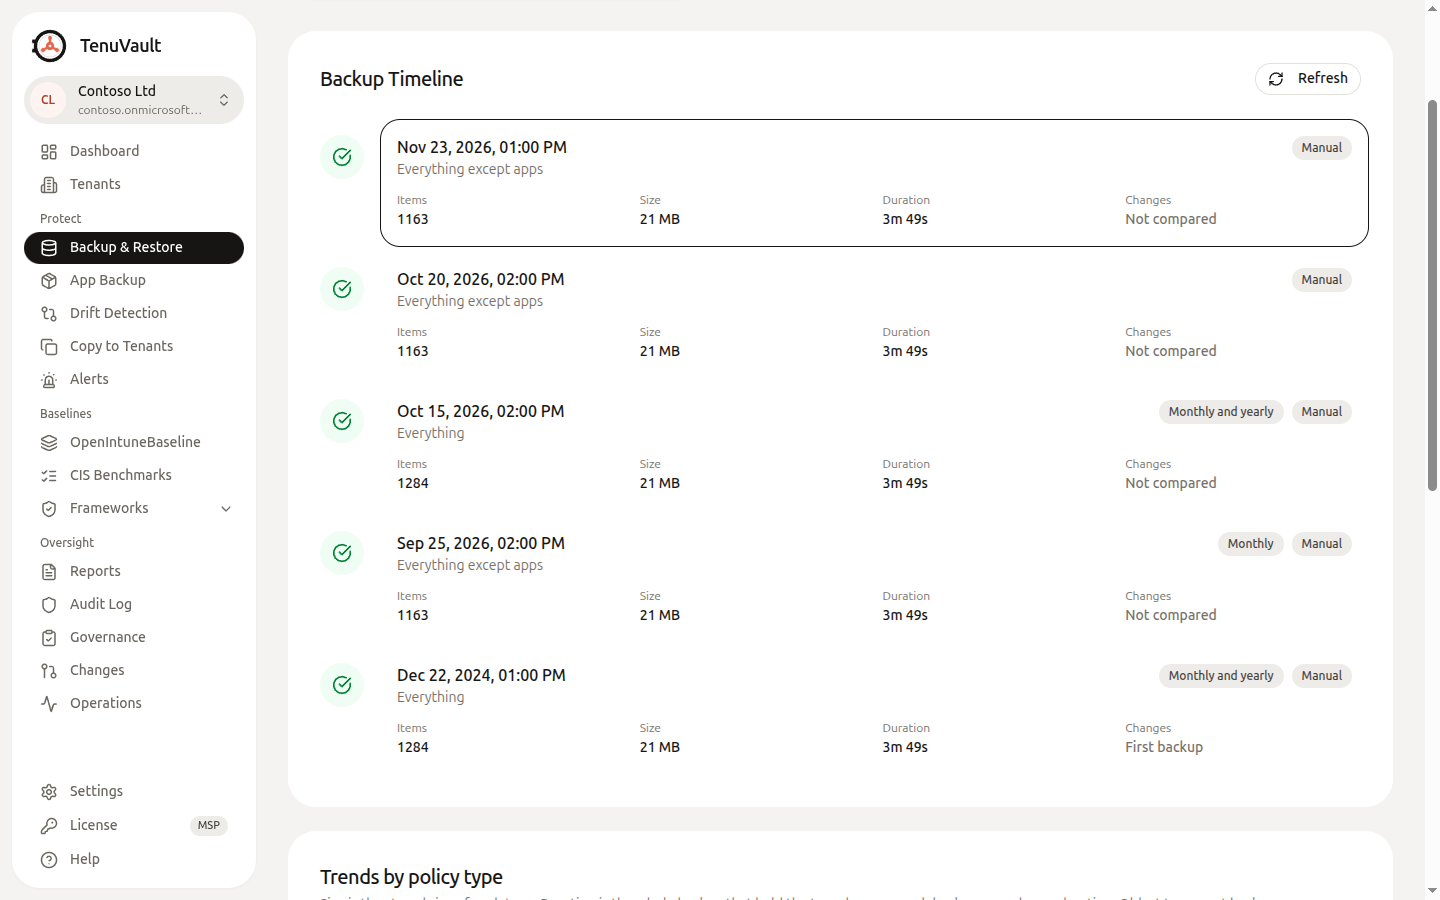 TenuVault
CL
Contoso Ltd
contoso.onmicrosoft...
Dashboard
Tenants
Protect
Backup & Restore
App Backup
Drift Detection
Copy to Tenants
Alerts
Baselines
OpenIntuneBaseline
CIS Benchmarks
Frameworks
Oversight
Reports
Audit Log
Governance
Changes
Operations
Settings
License MSP
Help
Backup Timeline
Refresh
Nov 23, 2026, 01:00 PM Manual
Everything except apps
Items Size Duration Changes
1163 21 MB 3m 49s Not compared
Oct 20, 2026, 02:00 PM Manual
Everything except apps
Items Size Duration Changes
1163 21 MB 3m 49s Not compared
Oct 15, 2026, 02:00 PM Monthly and yearly Manual
Everything
Items Size Duration Changes
1284 21 MB 3m 49s Not compared
Sep 25, 2026, 02:00 PM Monthly Manual
Everything except apps
Items Size Duration Changes
1163 21 MB 3m 49s Not compared
Dec 22, 2024, 01:00 PM Monthly and yearly Manual
Everything
Items Size Duration Changes
1284 21 MB 3m 49s First backup
Trends by policy type